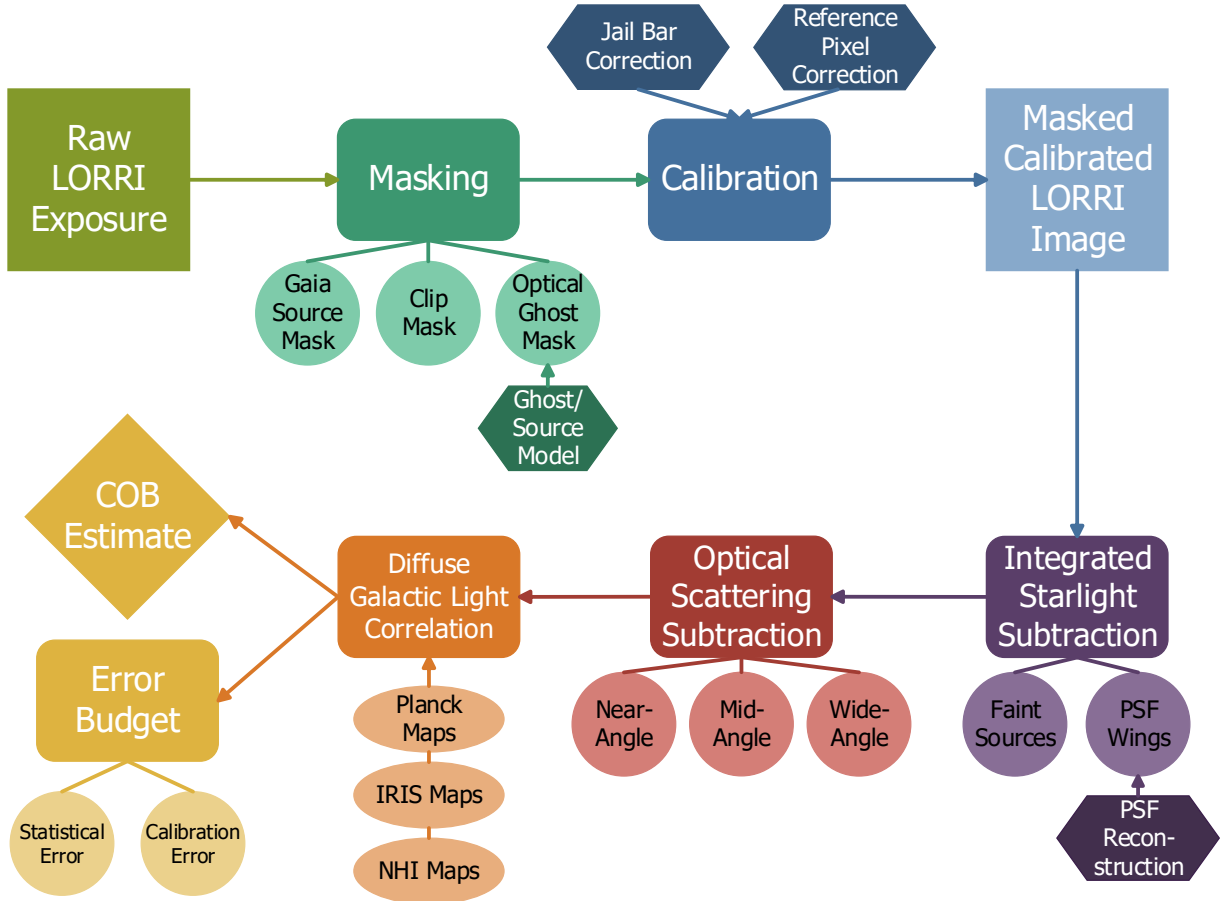 Jail Bar
Correction
Reference
Pixel
Correction
Raw
LORRI
Exposure
Masking
Calibration
Masked
Calibrated
LORRI
Image
Gaia
Source
Mask
Clip
Mask
Optical
Ghost
Mask
Ghost/
Source
Model
COB
Estimate
Diffuse
Galactic Light
Correlation
Optical
Scattering
Subtraction
Integrated
Starlight
Subtraction
Error
Budget
Planck
Maps
Near-
Angle
Mid-
Angle
Wide-
Angle
Faint
Sources
PSF
Wings
IRIS Maps
Statistical
Error
Calibration
Error
NHI Maps
PSF
Recon-
struction